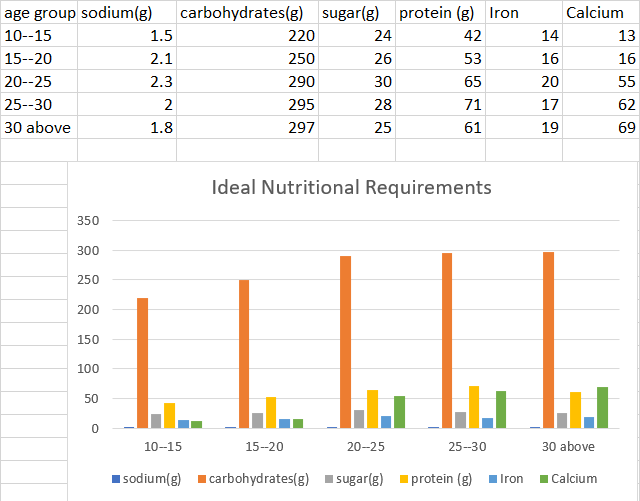 age group sodium(g) carbohydrates(g) sugar(g) protein (g) Iron Calcium
10--15 1.5 220 24 42 14 13
15--20 2.1 250 26 53 16 16
20--25 2.3 290 30 65 20 55
25--30 2 295 28 71 17 62
30 above 1.8 297 25 61 19 69
Ideal Nutritional Requirements
350
300
250
200
150
100
50
0
10--15 15--20 20--25 25--30 30 above
sodium(g) carbohydrates(g) sugar(g) protein (g) Iron Calcium